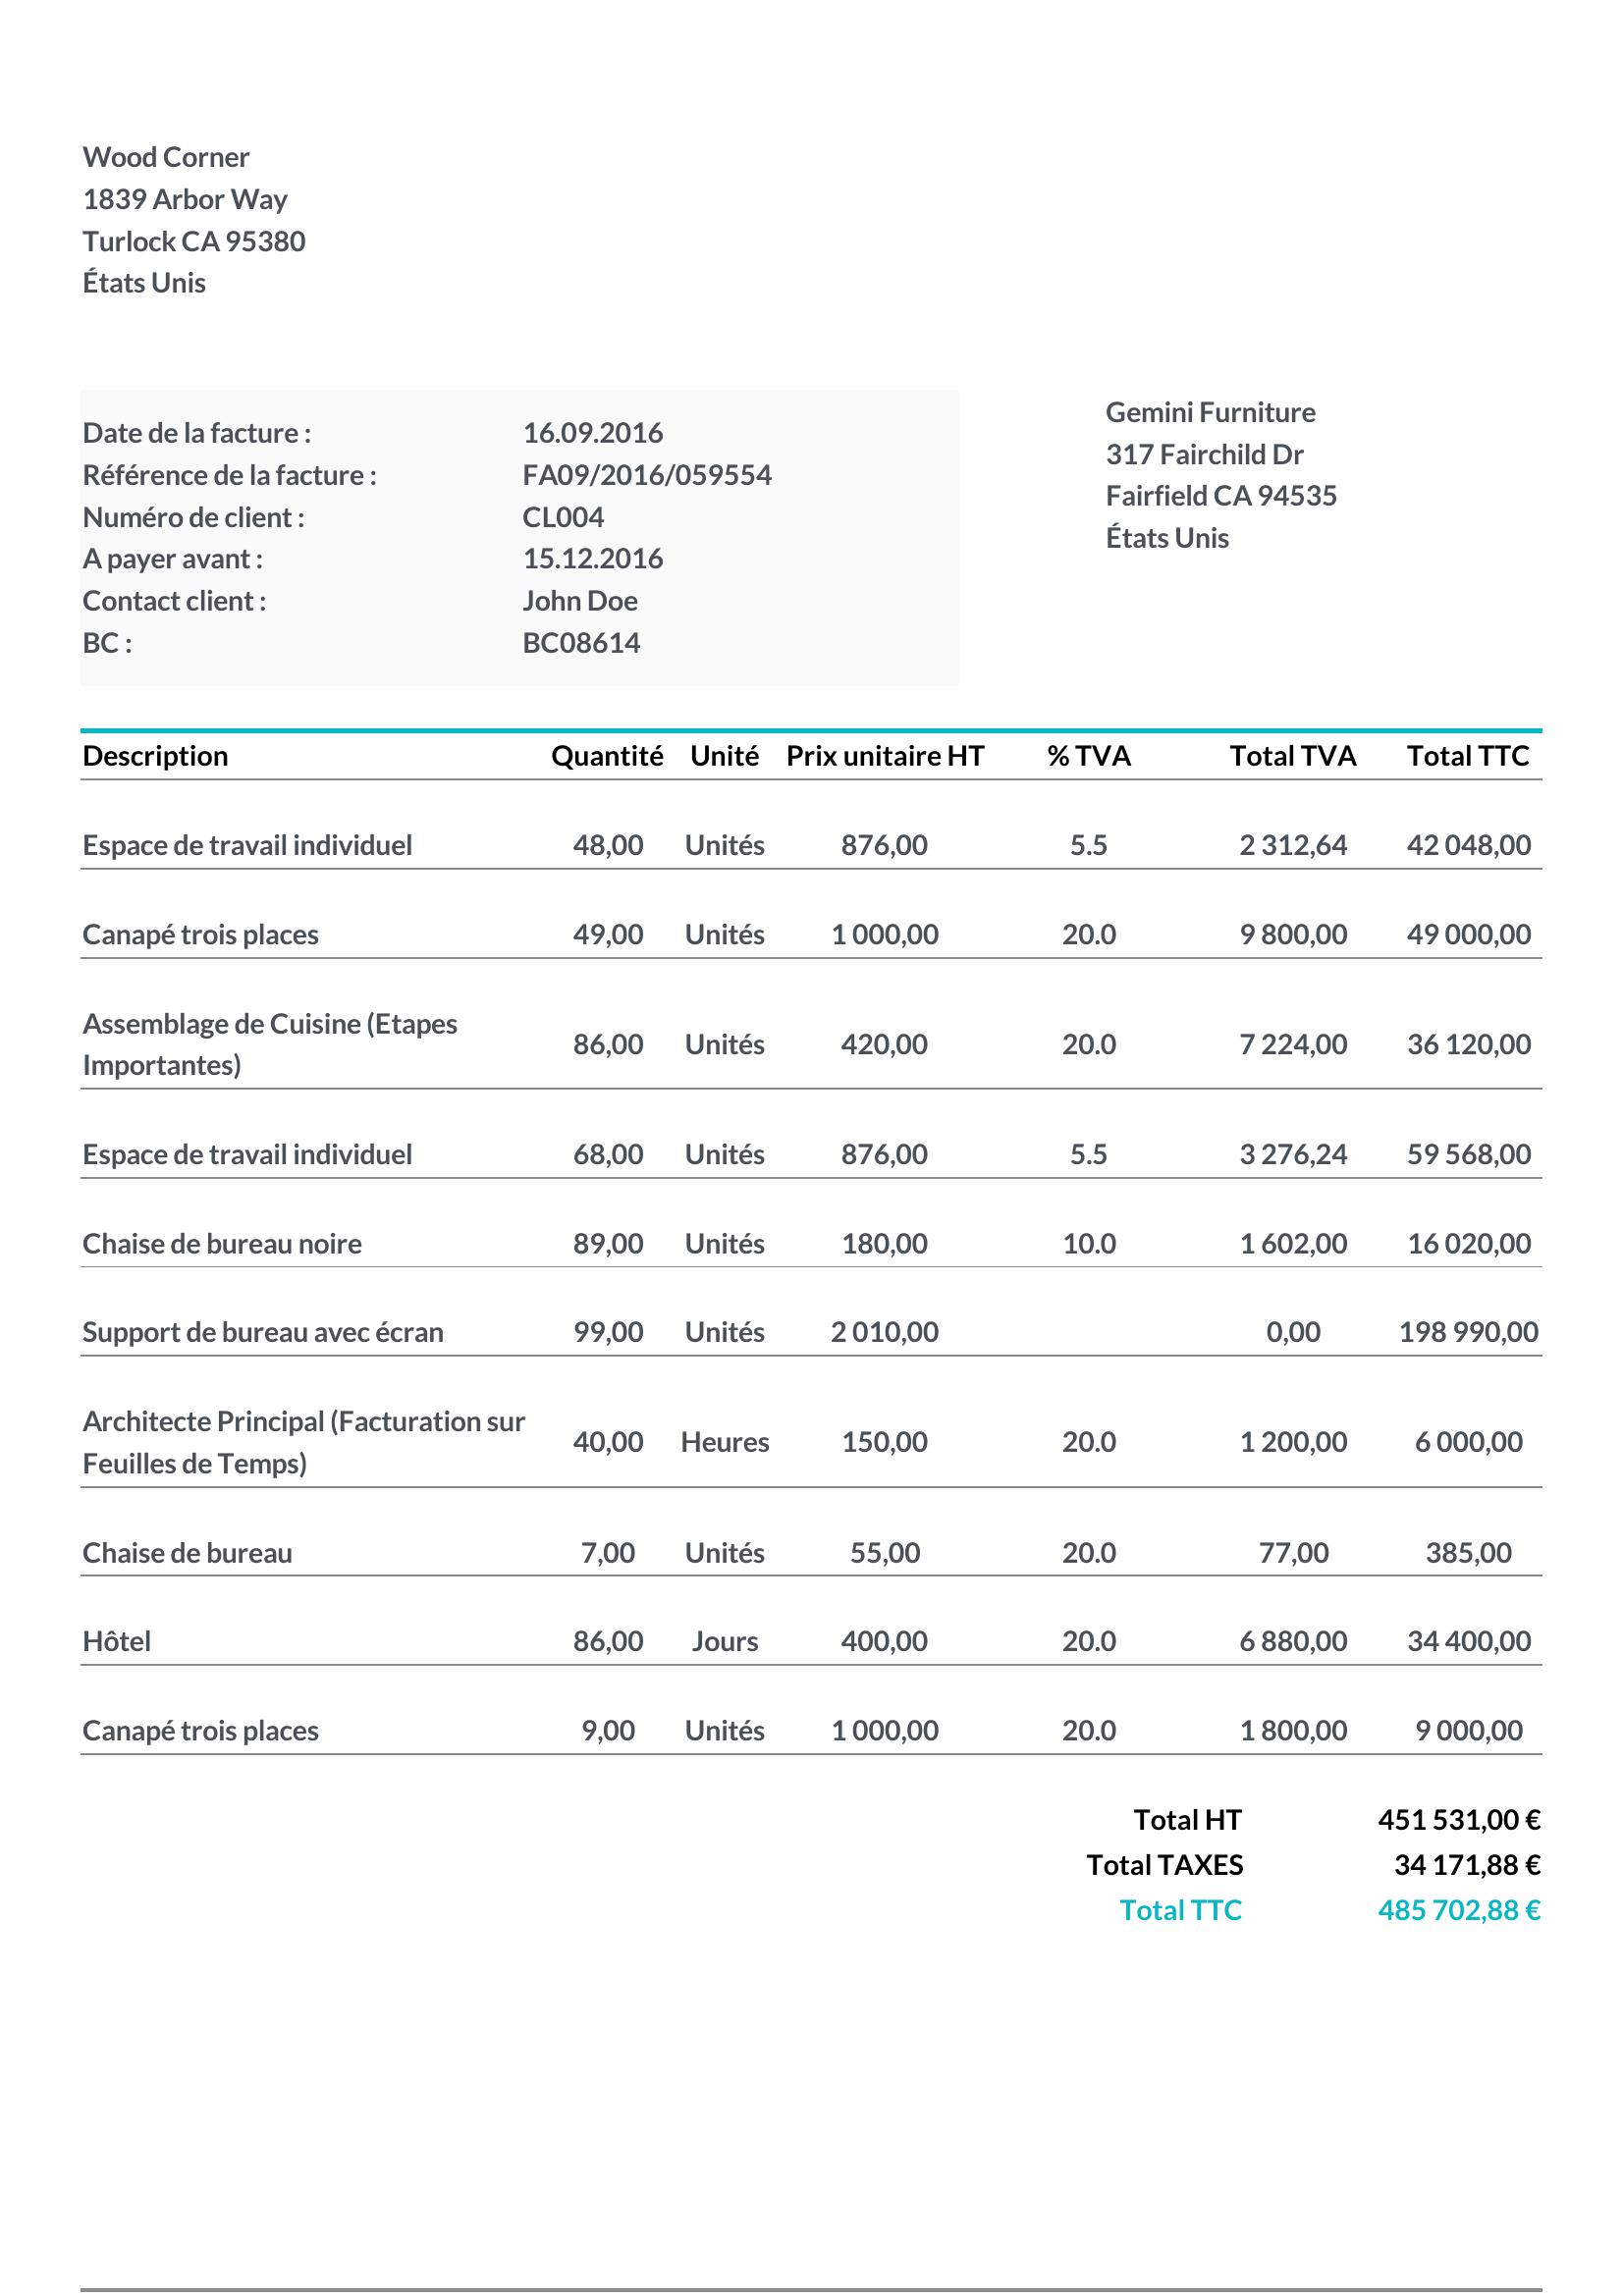 Wood Corner
1839 Arbor Way
Turlock CA 95380
États Unis
Date de la facture : 16.09.2016
Référence de la facture : FA09/2016/059554
Numéro de client : CL004
A payer avant : 15.12.2016
Contact client : John Doe
BC : BC08614
Gemini Furniture
317 Fairchild Dr
Fairfield CA 94535
États Unis
Description Quantité Unité Prix unitaire HT % TVA Total TVA Total TTC
Espace de travail individuel 48,00 Unités 876,00 5.5 2 312,64 42 048,00
Canapé trois places 49,00 Unités 1 000,00 20.0 9 800,00 49 000,00
Assemblage de Cuisine (Etapes
Importantes) 86,00 Unités 420,00 20.0 7 224,00 36 120,00
Espace de travail individuel 68,00 Unités 876,00 5.5 3 276,24 59 568,00
Chaise de bureau noire 89,00 Unités 180,00 10.0 1 602,00 16 020,00
Support de bureau avec écran 99,00 Unités 2 010,00 0,00 198 990,00
Architecte Principal (Facturation sur
Feuilles de Temps) 40,00 Heures 150,00 20.0 1 200,00 6 000,00
Chaise de bureau 7,00 Unités 55,00 20.0 77,00 385,00
Hôtel 86,00 Jours 400,00 20.0 6 880,00 34 400,00
Canapé trois places 9,00 Unités 1 000,00 20.0 1 800,00 9 000,00
Total HT 451 531,00 €
Total TAXES 34 171,88 €
Total TTC 485 702,88 €